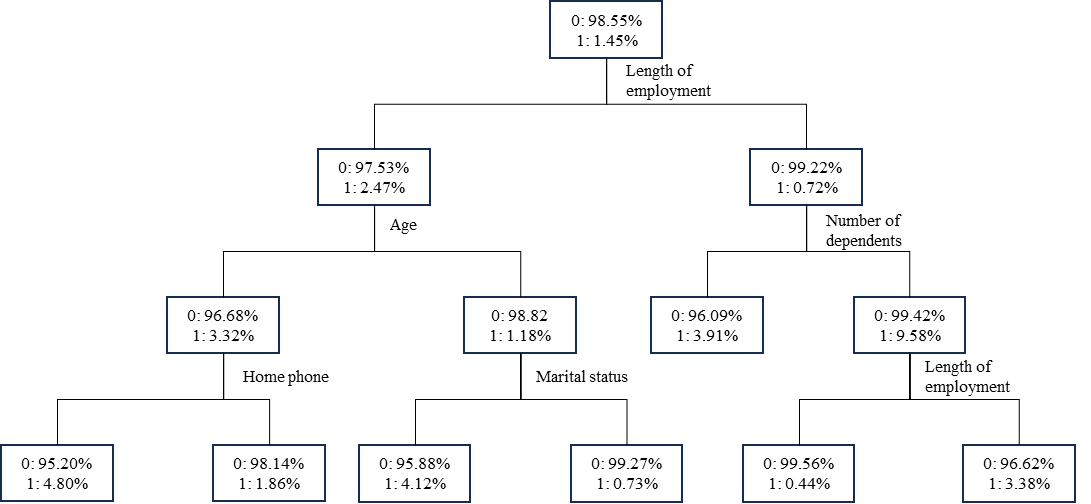 0: 98.55%
1: 1.45%
Length of
employment
0: 97.53%
1: 2.47%
0: 99.22%
1: 0.72%
Age
Number of
dependents
0: 96.68%
1: 3.32%
0: 98.82
1: 1.18%
0: 96.09%
1: 3.91%
0: 99.42%
1: 9.58%
Home phone
Marital status
Length of
employment
0: 95.20%
1: 4.80%
0: 98.14%
1: 1.86%
0: 95.88%
1: 4.12%
0: 99.27%
1: 0.73%
0: 99.56%
1: 0.44%
0: 96.62%
1: 3.38%